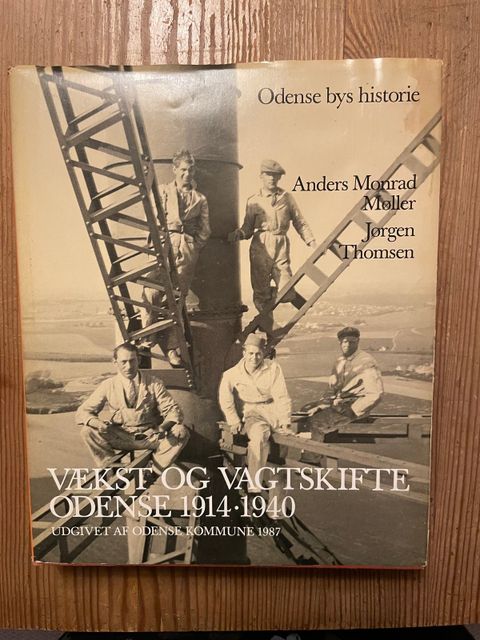 Odense bys historie
Anders Monrad
Møller
Jørgen
Thomsen
VÆKST OG VAGTSKIFTE
ODENSE 1914·1940
UDGIVET AF ODENSE KOMMUNE 1987